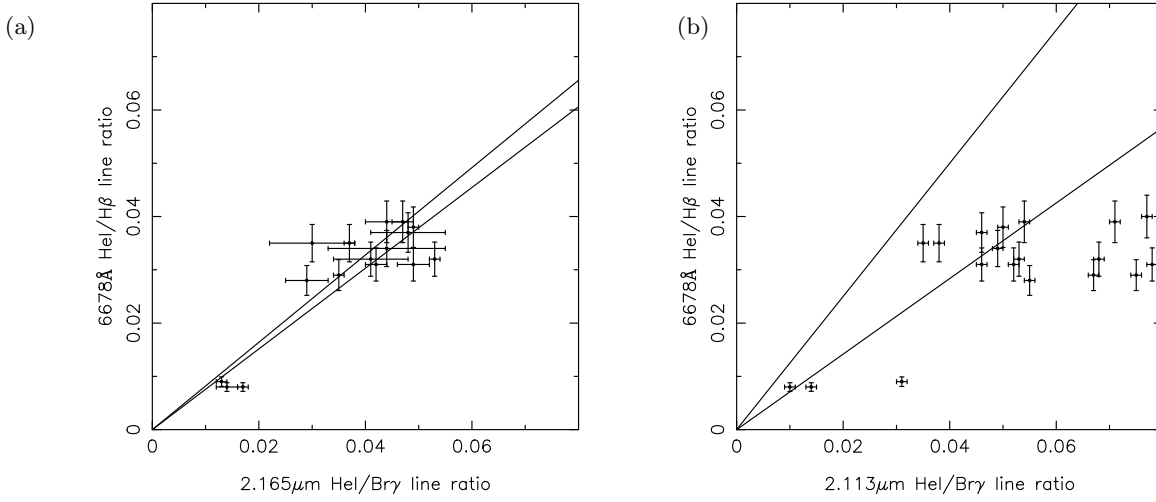 (a)
0.06
0.04
0.02
0
6678Å HeI/Hβ line ratio
0
0.02
0.04
0.06
2.165μm HeI/Brγ line ratio
(b)
0.06
0.04
0.02
0
6678Å HeI/Hβ line ratio
0
0.02
0.04
0.06
2.113μm HeI/Brγ line ratio